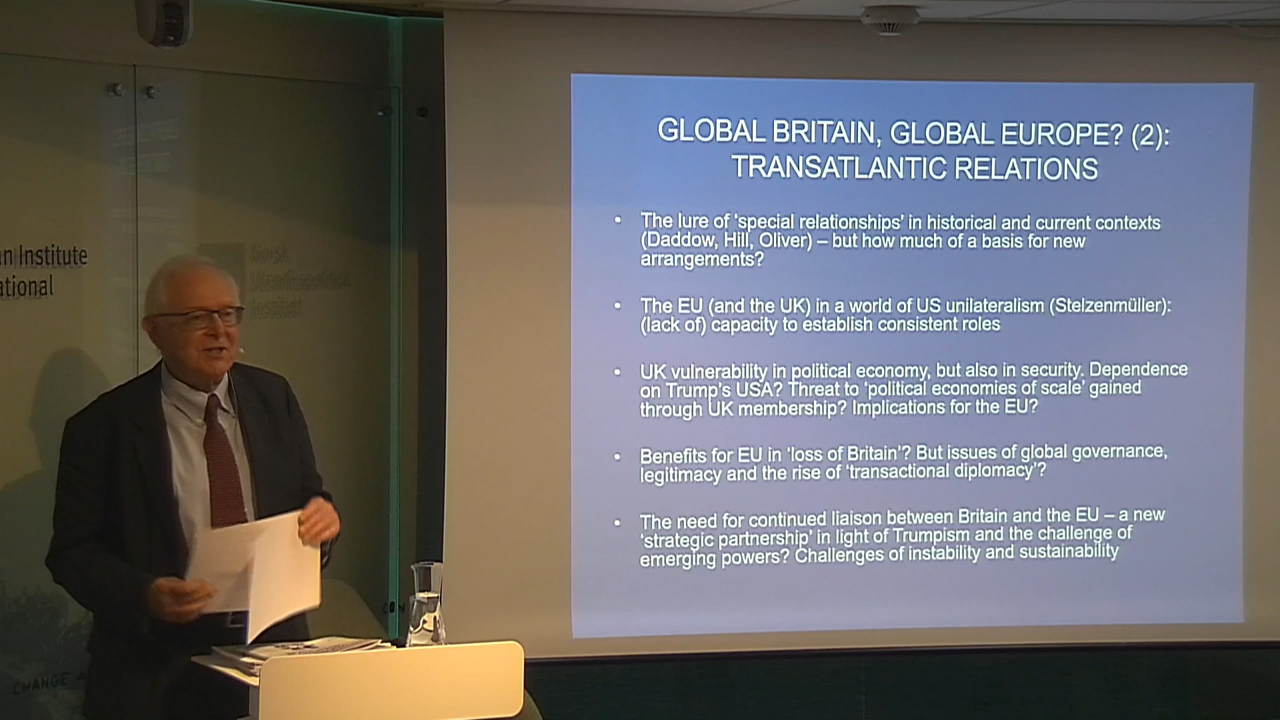 n Institute
ational
Norsk
Utenrikspolitisk
Institutt
CHANGE
GLOBAL BRITAIN, GLOBAL EUROPE? (2):
TRANSATLANTIC RELATIONS
• The lure of ‘special relationships’ in historical and current contexts
(Daddow, Hill, Oliver) – but how much of a basis for new
arrangements?
• The EU (and the UK) in a world of US unilateralism (Stelzenmüller):
(lack of) capacity to establish consistent roles
• UK vulnerability in political economy, but also in security. Dependence
on Trump’s USA? Threat to ‘political economies of scale’ gained
through UK membership? Implications for the EU?
• Benefits for EU in ‘loss of Britain’? But issues of global governance,
legitimacy and the rise of ‘transactional diplomacy’?
• The need for continued liaison between Britain and the EU – a new
‘strategic partnership’ in light of Trumpism and the challenge of
emerging powers? Challenges of instability and sustainability